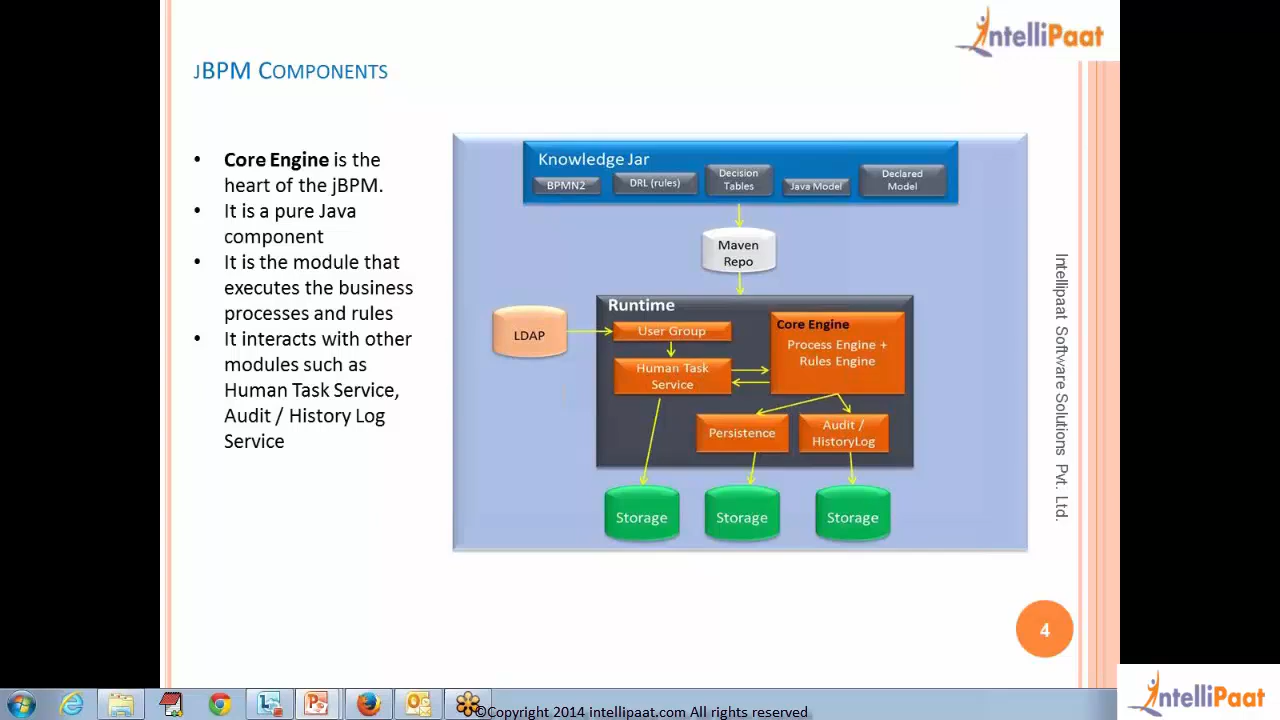 IntelliPaat
JBPM COMPONENTS
• Core Engine is the
heart of the jBPM.
• It is a pure Java
component
• It is the module that
executes the business
processes and rules
• It interacts with other
modules such as
Human Task Service,
Audit / History Log
Service
Knowledge Jar
BPMN2
DRL (rules)
Decision
Tables
Java Model
Declared
Model
Maven
Repo
Runtime
LDAP
User Group
Human Task
Service
Core Engine
Process Engine +
Rules Engine
Persistence
Audit /
HistoryLog
Storage
Storage
Storage
Intellipaat Software Solutions Pvt. Ltd.
4
©Copyright 2014 intellipaat.com All rights reserved
IntelliPaat